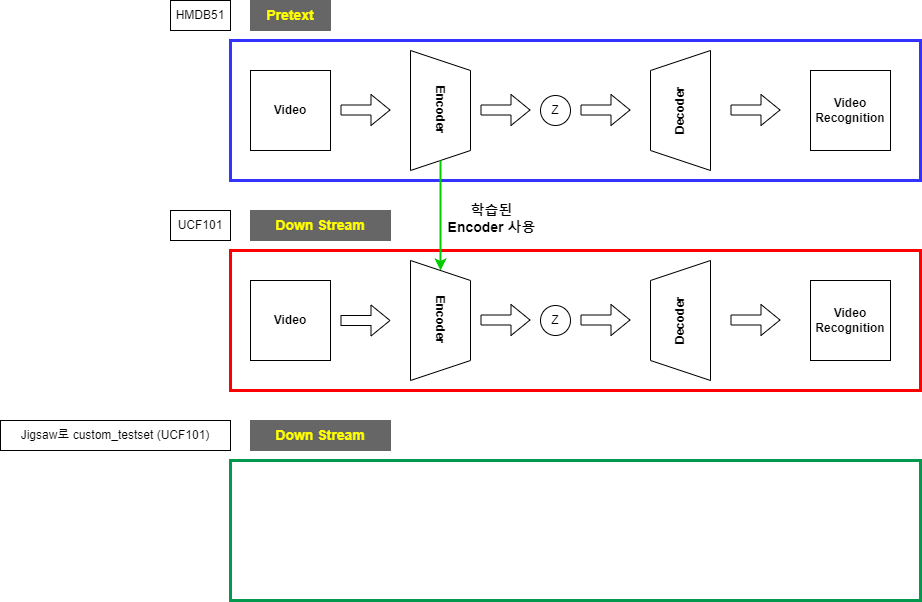 HMDB51
Pretext
Video
Encoder
Z
Decoder
Video
Recognition
학습된
Encoder 사용
UCF101
Down Stream
Video
Encoder
Z
Decoder
Video
Recognition
Jigsaw로 custom_testset (UCF101)
Down Stream